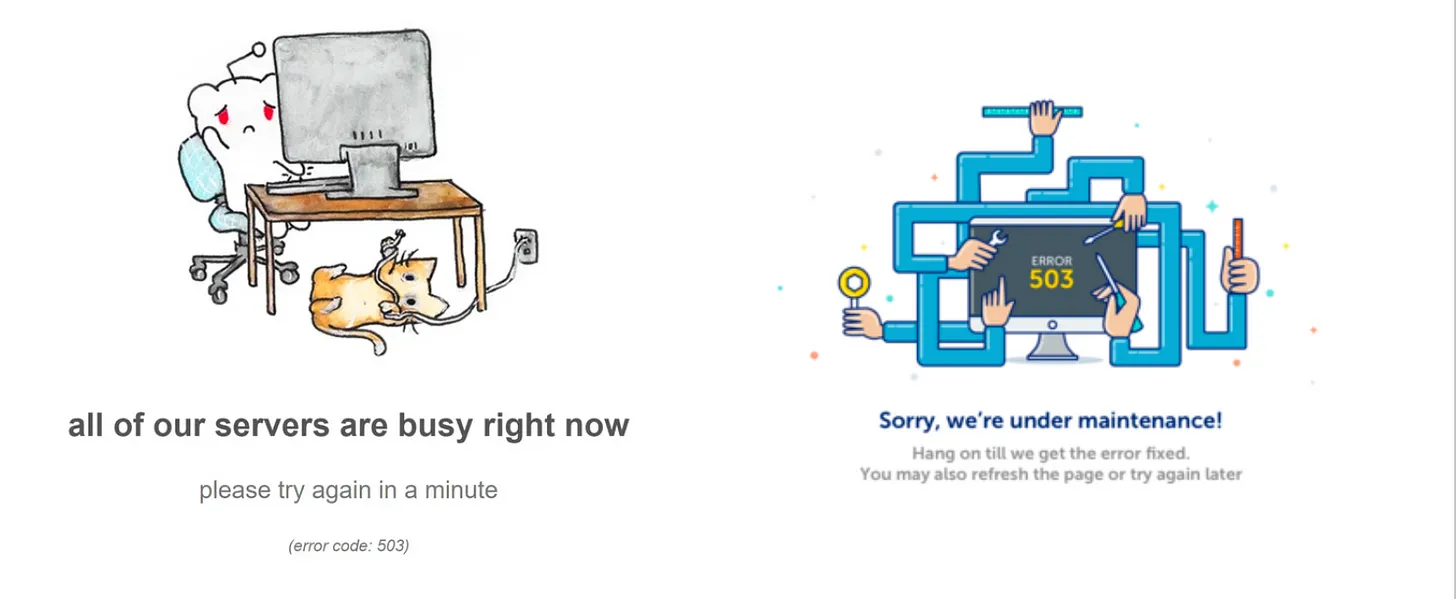 all of our servers are busy right now
please try again in a minute
(error code: 503)
ERROR
503
Sorry, we’re under maintenance!
Hang on till we get the error fixed.
You may also refresh the page or try again later